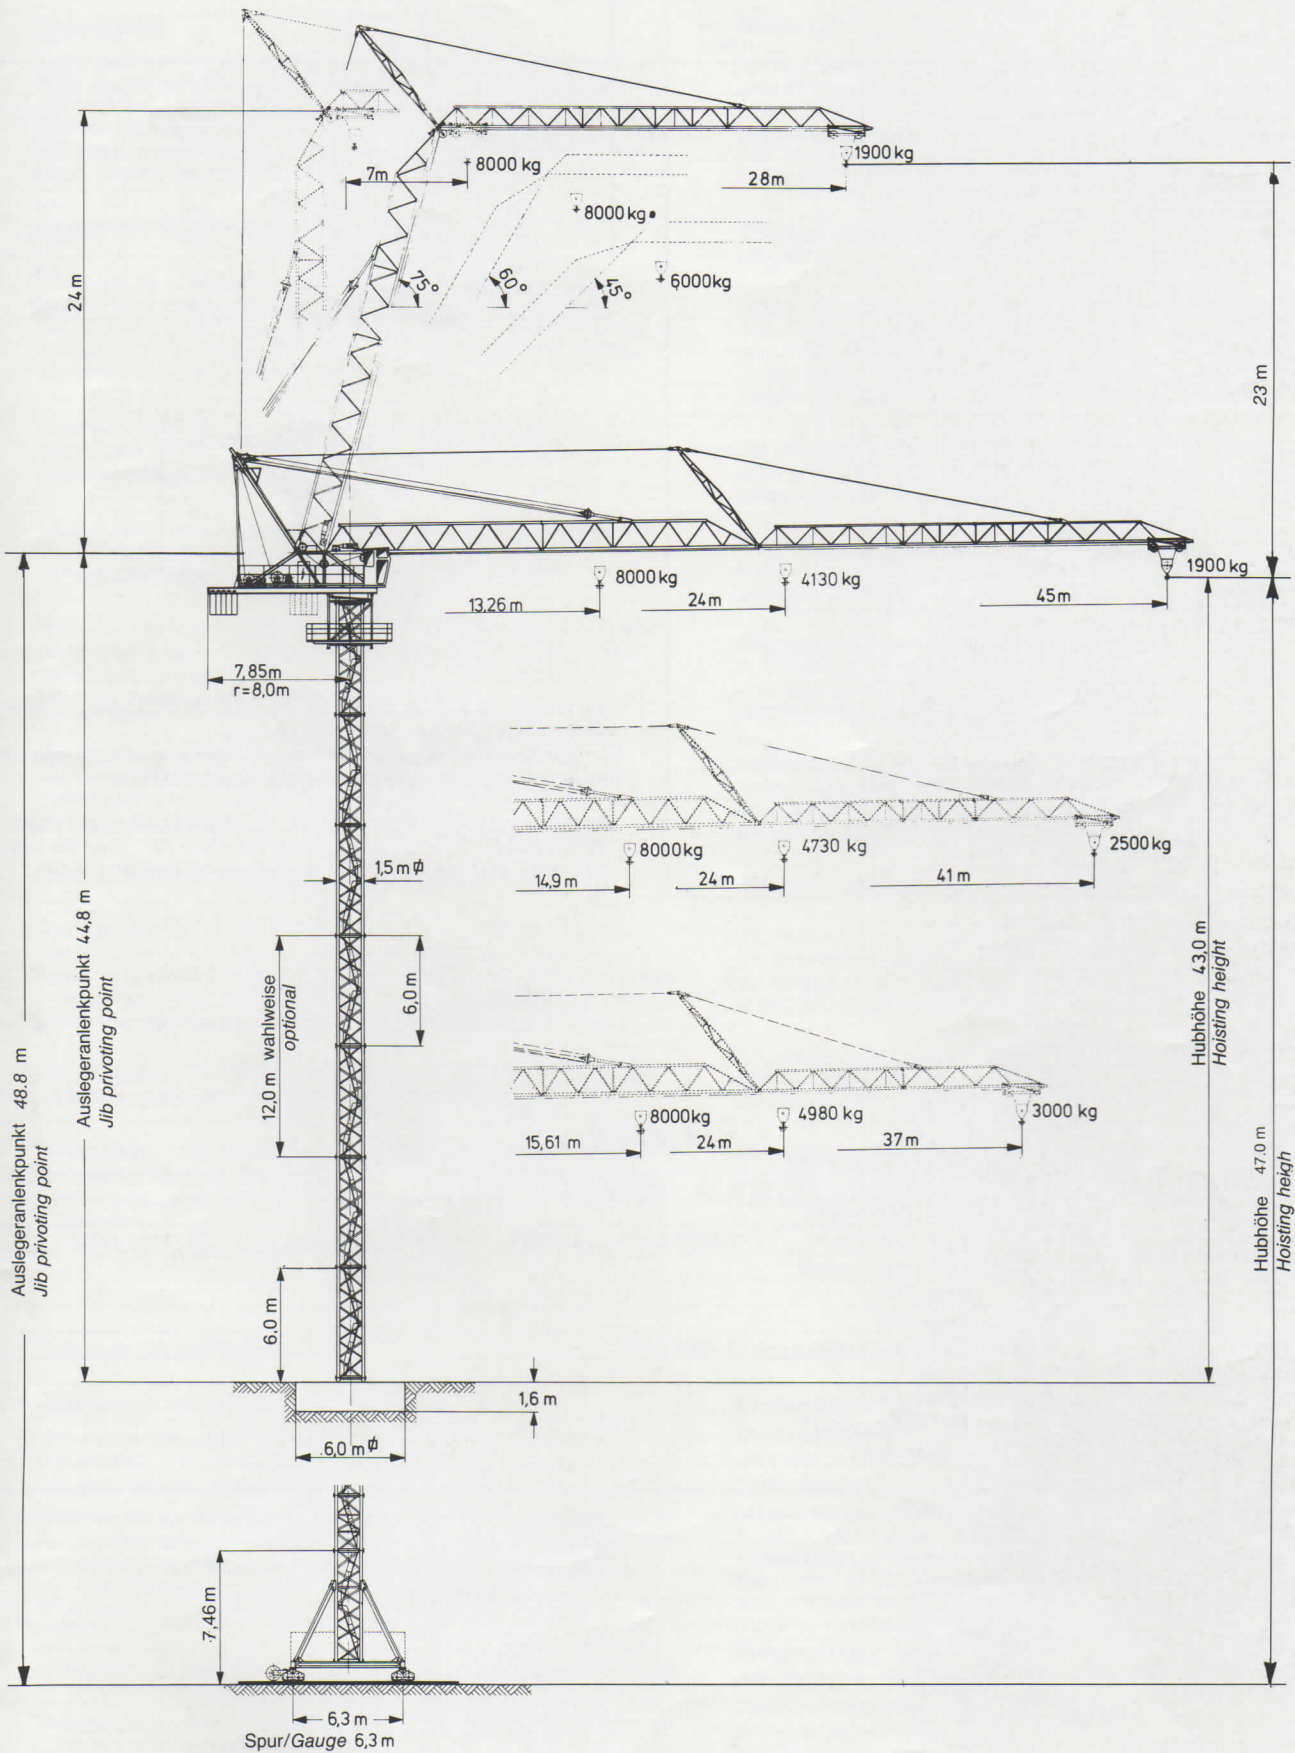 1900 kg
8000 kg
7m
28m
8000 kg
24 m
75°
60°
45°
6000kg
23 m
8000 kg
4130 kg
1900 kg
13,26 m
24m
45m
7,85m
r=8,0m
8000kg
4730 kg
2500kg
14,9 m
24m
41m
1,5m
Auslegeranlenkpunkt 48.8 m
Jib privoting point
Auslegeranlenkpunkt 44,8 m
Jib privoting point
12,0 m wahlweise
optional
6,0 m
Hubhöhe 43,0 m
Hoisting height
Hubhöhe 47.0 m
Hoisting heigh
8000kg
4980 kg
3000 kg
15,61 m
24m
37m
6.0 m
1,6 m
6,0 m
7,46 m
6,3 m
Spur/Gauge 6,3 m